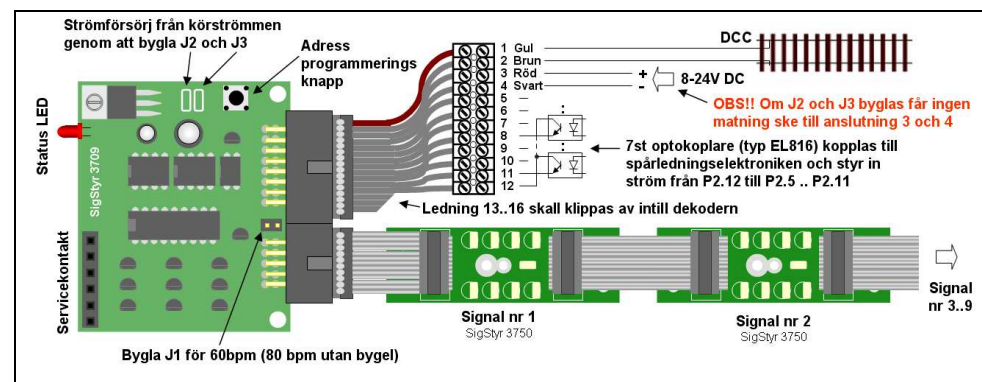 Strömförsörj från körströmmen
genom att bygla J2 och J3
Adress
programmerings
knapp
Status LED
SigStyr 3709
Servicekontakt
1 Gul
2 Brun
3 Röd
4 Svart
5 –
6 –
7 –
8 –
9 –
10 –
11 –
12 –
DCC
+
-
8-24V DC
OBS!! Om J2 och J3 byglas får ingen
matning ske till anslutning 3 och 4
7st optokoplare (typ EL816) kopplas till
spårledningselektroniken och styr in
ström från P2.12 till P2.5 .. P2.11
Ledning 13..16 skall klippas av intill dekodern
Signal nr 1
SigStyr 3750
Signal nr 2
SigStyr 3750
Signal
nr 3..9
Bygla J1 för 60bpm (80 bpm utan bygel)